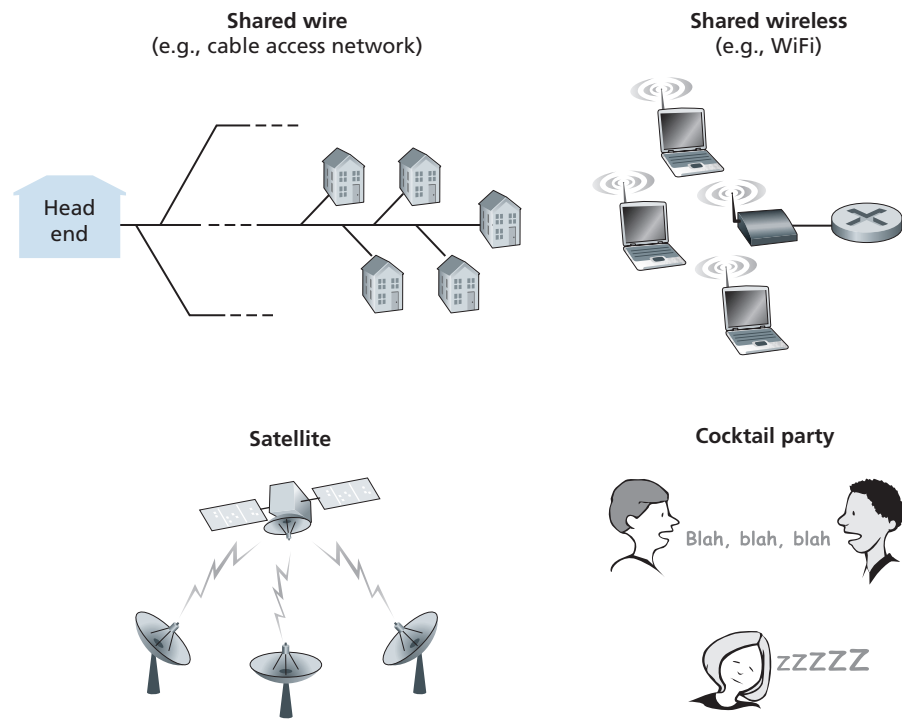 Shared wire
(e.g., cable access network)
Shared wireless
(e.g., WiFi)
Head
end
Satellite
Cocktail party
Blah, blah, blah
zzzzz